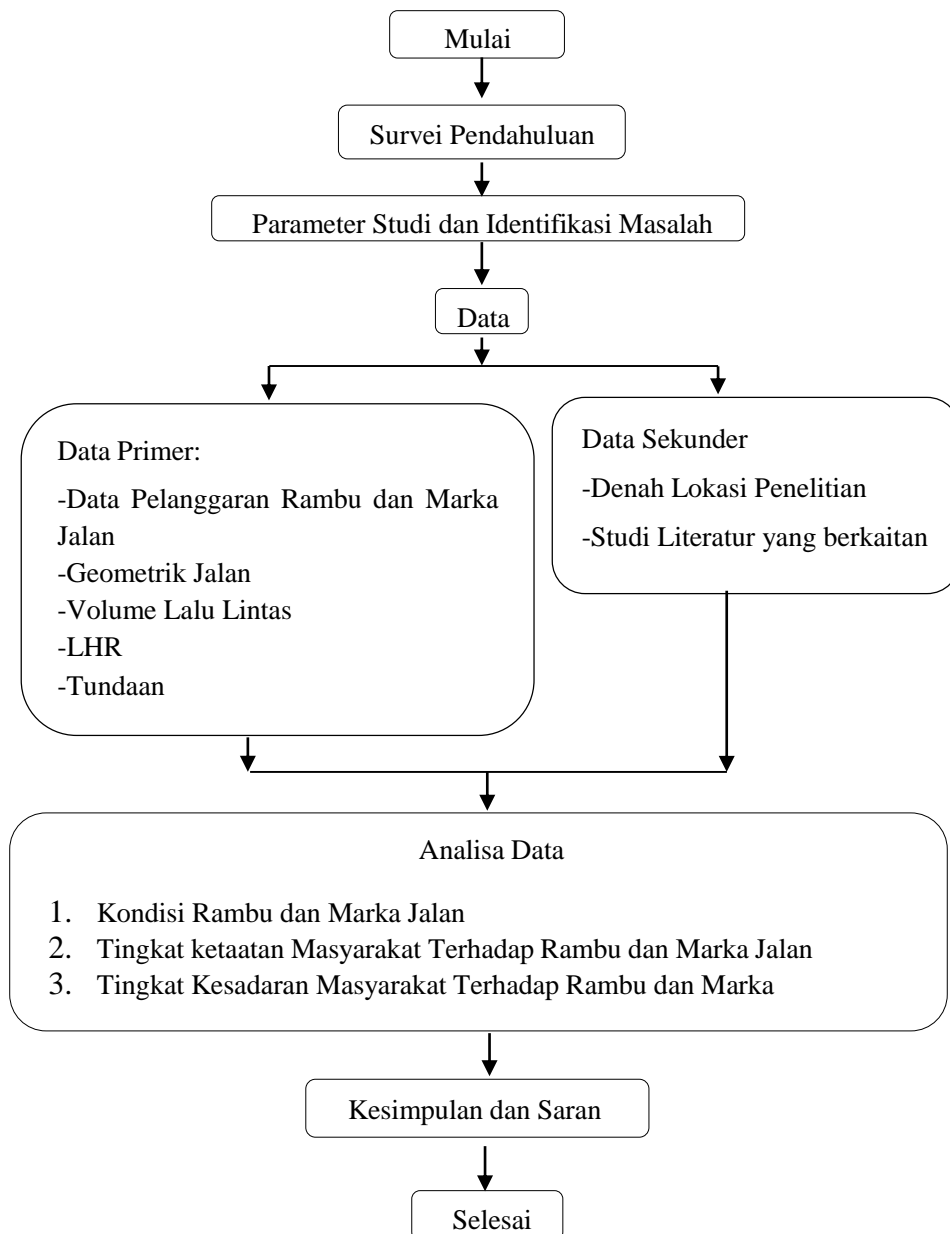 Mulai
Survei Pendahuluan
Parameter Studi dan Identifikasi Masalah
Data
Data Primer:
-Data Pelanggaran Rambu dan Marka
Jalan
-Geometrik Jalan
-Volume Lalu Lintas
-LHR
-Tundaan
Data Sekunder
-Denah Lokasi Penelitian
-Studi Literatur yang berkaitan
Analisa Data
1. Kondisi Rambu dan Marka Jalan
2. Tingkat ketaatan Masyarakat Terhadap Rambu dan Marka Jalan
3. Tingkat Kesadaran Masyarakat Terhadap Rambu dan Marka
Kesimpulan dan Saran
Selesai